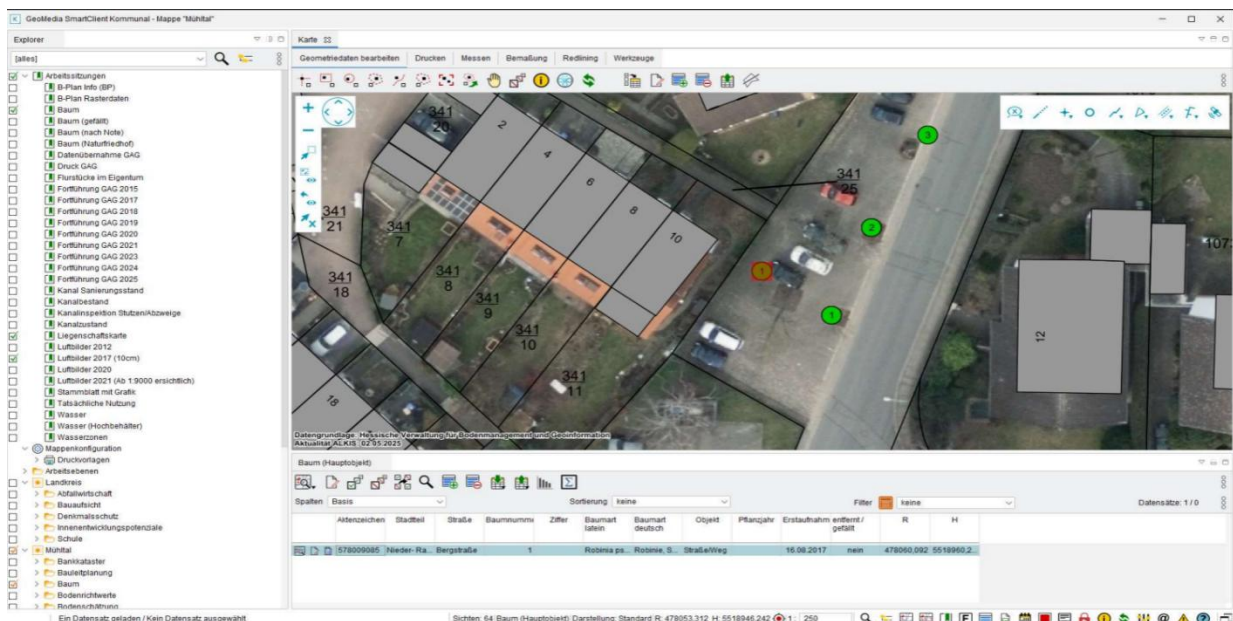 GeoMedia SmartClient Kommunal - Mappe "Mühltal"
Explorer
[alles]
Arbeitssitzungen
B-Plan Info (BP)
B-Plan Rasterdaten
Baum
Baum (gefällt)
Baum (nach Note)
Baum (Naturfriedhof)
Datenübernahme GAG
Druck GAG
Flurstücke im Eigentum
Fortführung GAG 2015
Fortführung GAG 2017
Fortführung GAG 2018
Fortführung GAG 2019
Fortführung GAG 2020
Fortführung GAG 2021
Fortführung GAG 2023
Fortführung GAG 2024
Fortführung GAG 2025
Kanal Sanierungsstand
Kanalbestand
Kanalinspektion Stutzen/Abzweige
Kanalzustand
Liegenschaftskarte
Luftbilder 2012
Luftbilder 2017 (10cm)
Luftbilder 2020
Luftbilder 2021 (Ab 1:9000 ersichtlich)
Stammblatt mit Grafik
Tatsächliche Nutzung
Wasser
Wasser (Hochbehälter)
Wasserzonen
Mappenkonfiguration
Druckvorlagen
Arbeitsebenen
Landkreis
Abfallwirtschaft
Bauaufsicht
Denkmalsschutz
Innenentwicklungspotenziale
Schule
Mühltal
Bankkataster
Bauleitplanung
Baum
Bodenrichtwerte
Bodenschätzung
Karte
Geometriedaten bearbeiten Drucken Messen Bemaßung Redlining Werkzeuge
341
20
2
4
6
8
10
341
25
3
2
1
1
341
21
341
7
341
18
341
8
341
9
341
10
341
11
18
12
107
Datengrundlage: Hessische Verwaltung für Bodenmanagement und Geoinformation
Aktualität ALKIS: 02.05.2025
Baum (Hauptobjekt)
Spalten Basis Sortierung keine Filter keine Datensätze: 1 / 0
Aktenzeichen Stadtteil Straße Baumnumme Ziffer Baumart latein Baumart deutsch Objekt Pflanzjahr Erstaufnahm entfernt / gefällt R H
578009085 Nieder- Ra... Bergstraße 1 Robinia ps... Robinie, S... Straße/Weg 16.08.2017 nein 478060,092 5518960,2...
Ein Datensatz geladen / Kein Datensatz ausgewählt
Sichten: 64 Baum (Hauptobjekt) Darstellung: Standard R: 478053,312 H: 5518946,242 1 : 250